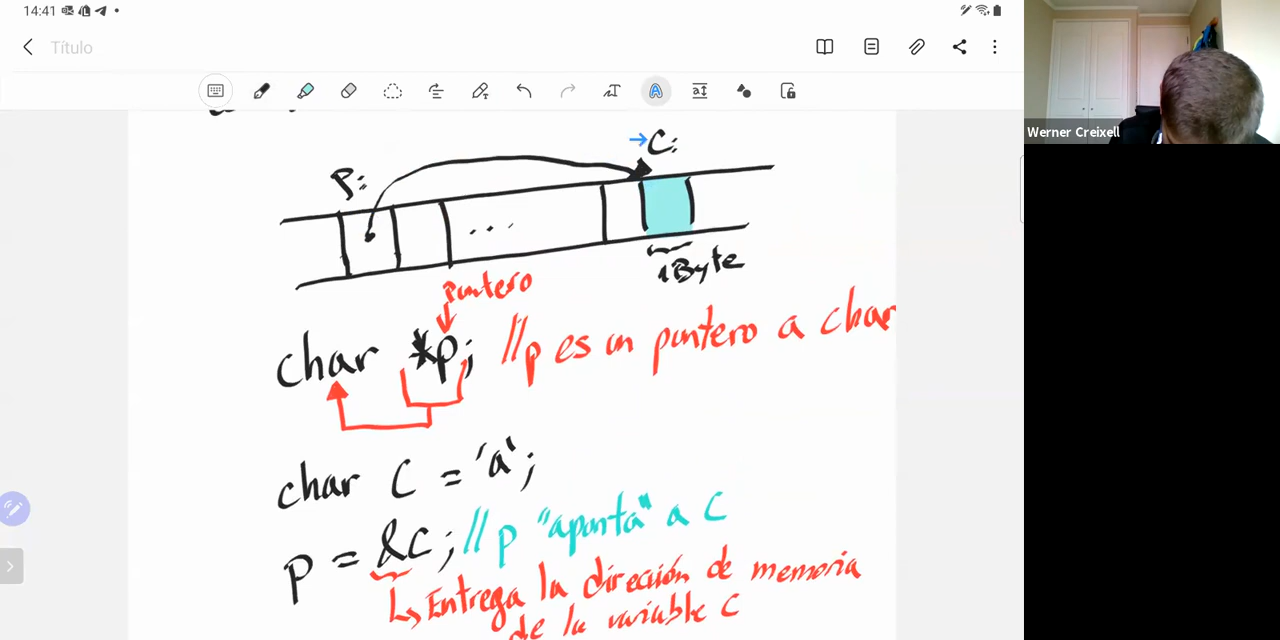 14:41
Título
Werner Creixell
p:
C:
...
1Byte
Puntero
char *p; //p es un puntero a char
char C = 'a';
p = &C; //p "apunta" a C
Entrega la dirección de memoria
de la variable C